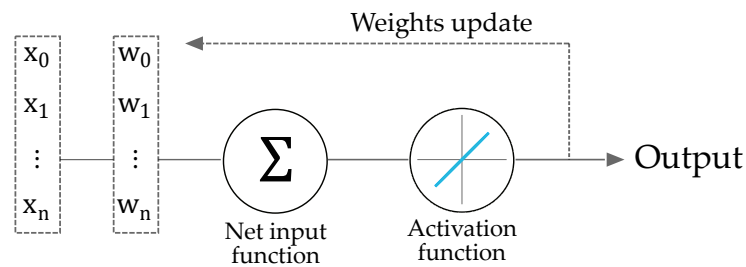 Weights update
x₀
x₁
⋮
xₙ
w₀
w₁
⋮
wₙ
Σ
Net input
function
Activation
function
Output